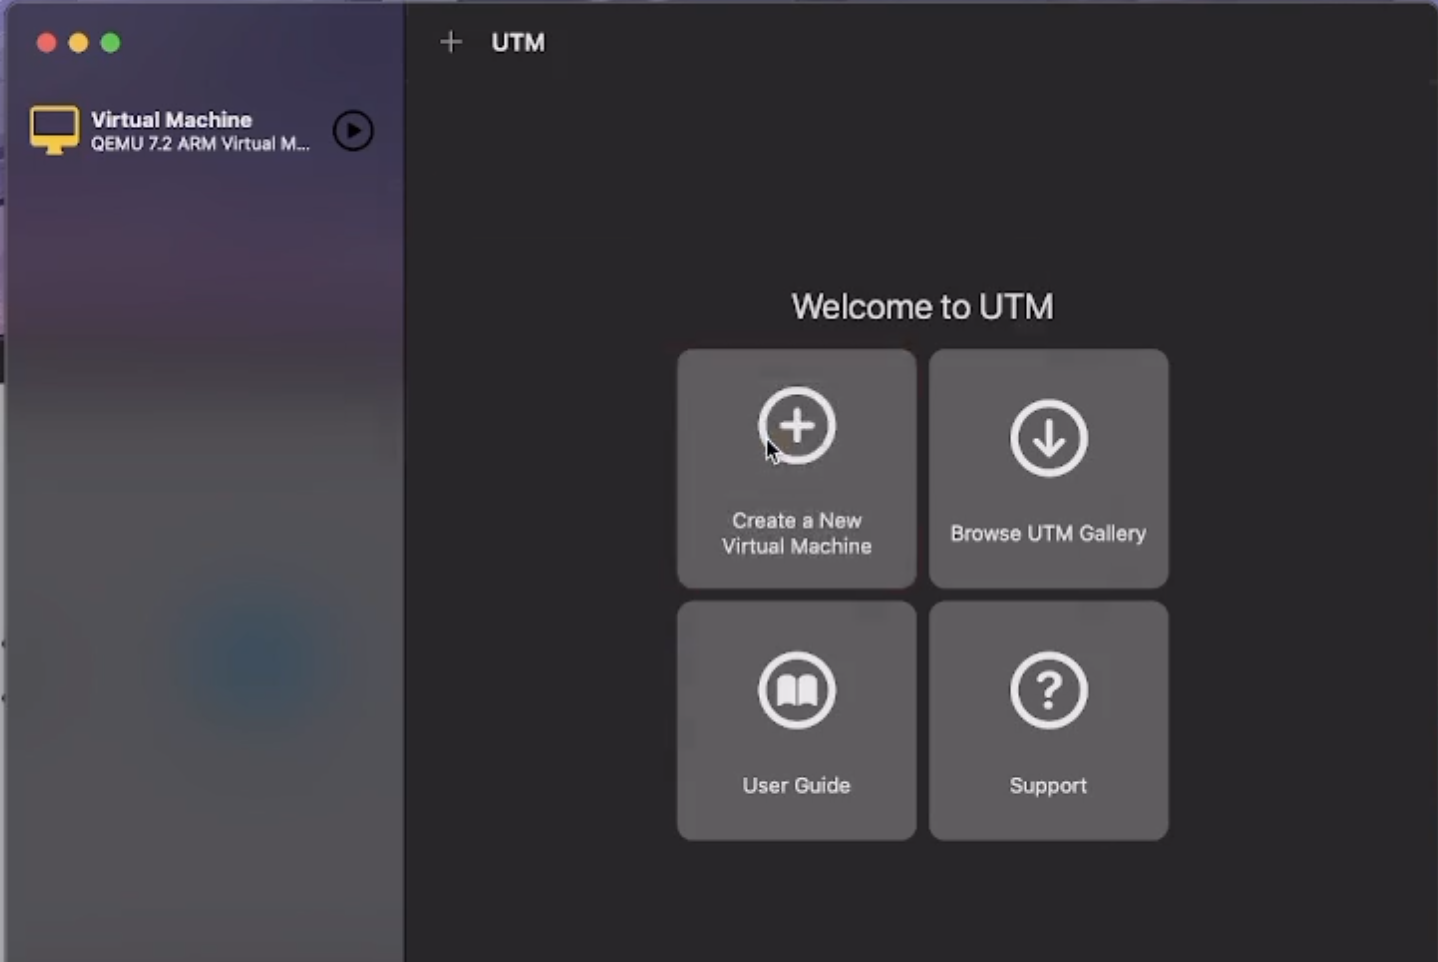 UTM
Virtual Machine
QEMU 7.2 ARM Virtual M...
Welcome to UTM
Create a New
Virtual Machine
Browse UTM Gallery
User Guide
Support